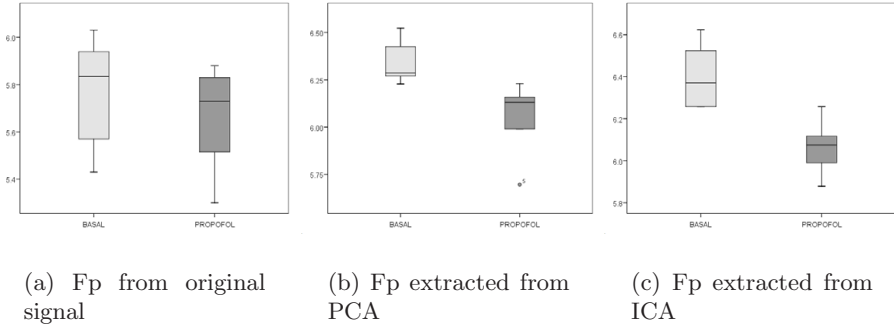 6.0
5.8
5.6
5.4
BASAL
PROPOFOL
6.50
6.25
6.00
5.75
5
BASAL
PROPOFOL
6.6
6.4
6.2
6.0
5.8
BASAL
PROPOFOL
(a) Fp from original
signal
(b) Fp extracted from
PCA
(c) Fp extracted from
ICA